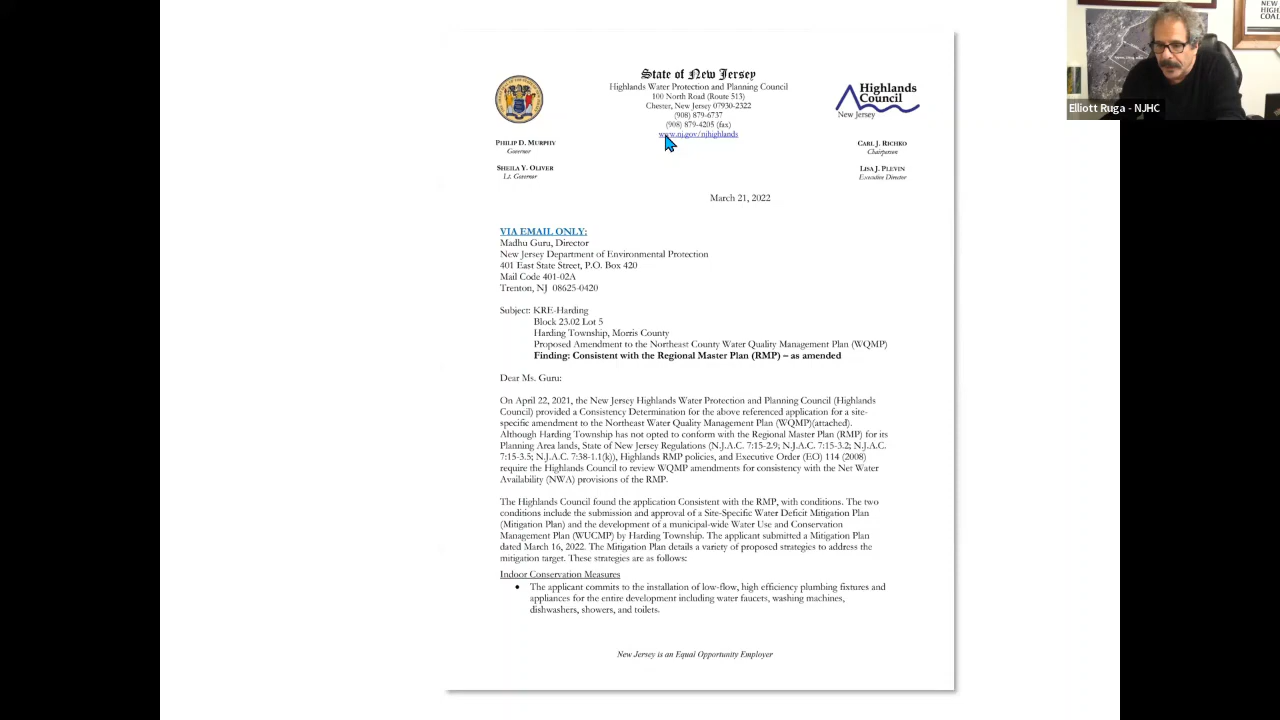 State of New Jersey
Highlands Water Protection and Planning Council
100 North Road (Route 513)
Chester, New Jersey 07930-2322
(908) 879-6737
(908) 879-4205 (fax)
www.nj.gov/njhighlands
Highlands
Council
New Jersey
PHILIP D. MURPHY
Governor
SHEILA Y. OLIVER
Lt. Governor
CARL J. RICHKO
Chairperson
LISA J. PLEVIN
Executive Director
March 21, 2022
VIA EMAIL ONLY:
Madhu Guru, Director
New Jersey Department of Environmental Protection
401 East State Street, P.O. Box 420
Mail Code 401-02A
Trenton, NJ 08625-0420
Subject: KRE-Harding
Block 23.02 Lot 5
Harding Township, Morris County
Proposed Amendment to the Northeast County Water Quality Management Plan (WQMP)
Finding: Consistent with the Regional Master Plan (RMP) – as amended
Dear Ms. Guru:
On April 22, 2021, the New Jersey Highlands Water Protection and Planning Council (Highlands
Council) provided a Consistency Determination for the above referenced application for a site-
specific amendment to the Northeast Water Quality Management Plan (WQMP)(attached).
Although Harding Township has not opted to conform with the Regional Master Plan (RMP) for its
Planning Area lands, State of New Jersey Regulations (N.J.A.C. 7:15-2.9; N.J.A.C. 7:15-3.2; N.J.A.C.
7:15-3.5; N.J.A.C. 7:38-1.1(k)), Highlands RMP policies, and Executive Order (EO) 114 (2008)
require the Highlands Council to review WQMP amendments for consistency with the Net Water
Availability (NWA) provisions of the RMP.
The Highlands Council found the application Consistent with the RMP, with conditions. The two
conditions include the submission and approval of a Site-Specific Water Deficit Mitigation Plan
(Mitigation Plan) and the development of a municipal-wide Water Use and Conservation
Management Plan (WUCMP) by Harding Township. The applicant submitted a Mitigation Plan
dated March 16, 2022. The Mitigation Plan details a variety of proposed strategies to address the
mitigation target. These strategies are as follows:
Indoor Conservation Measures
• The applicant commits to the installation of low-flow, high efficiency plumbing fixtures and
appliances for the entire development including water faucets, washing machines,
dishwashers, showers, and toilets.
New Jersey is an Equal Opportunity Employer
NEW
HIGH
COAL
Elliott Ruga - NJHC